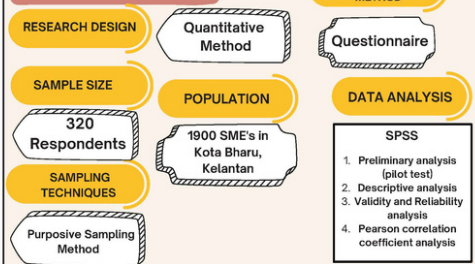 RESEARCH DESIGN
Quantitative
Method
Questionnaire
SAMPLE SIZE
320
Respondents
POPULATION
1900 SME's in
Kota Bharu,
Kelantan
DATA ANALYSIS
SPSS
1. Preliminary analysis
(pilot test)
2. Descriptive analysis
3. Validity and Reliability
analysis
4. Pearson correlation
coefficient analysis
SAMPLING
TECHNIQUES
Purposive Sampling
Method